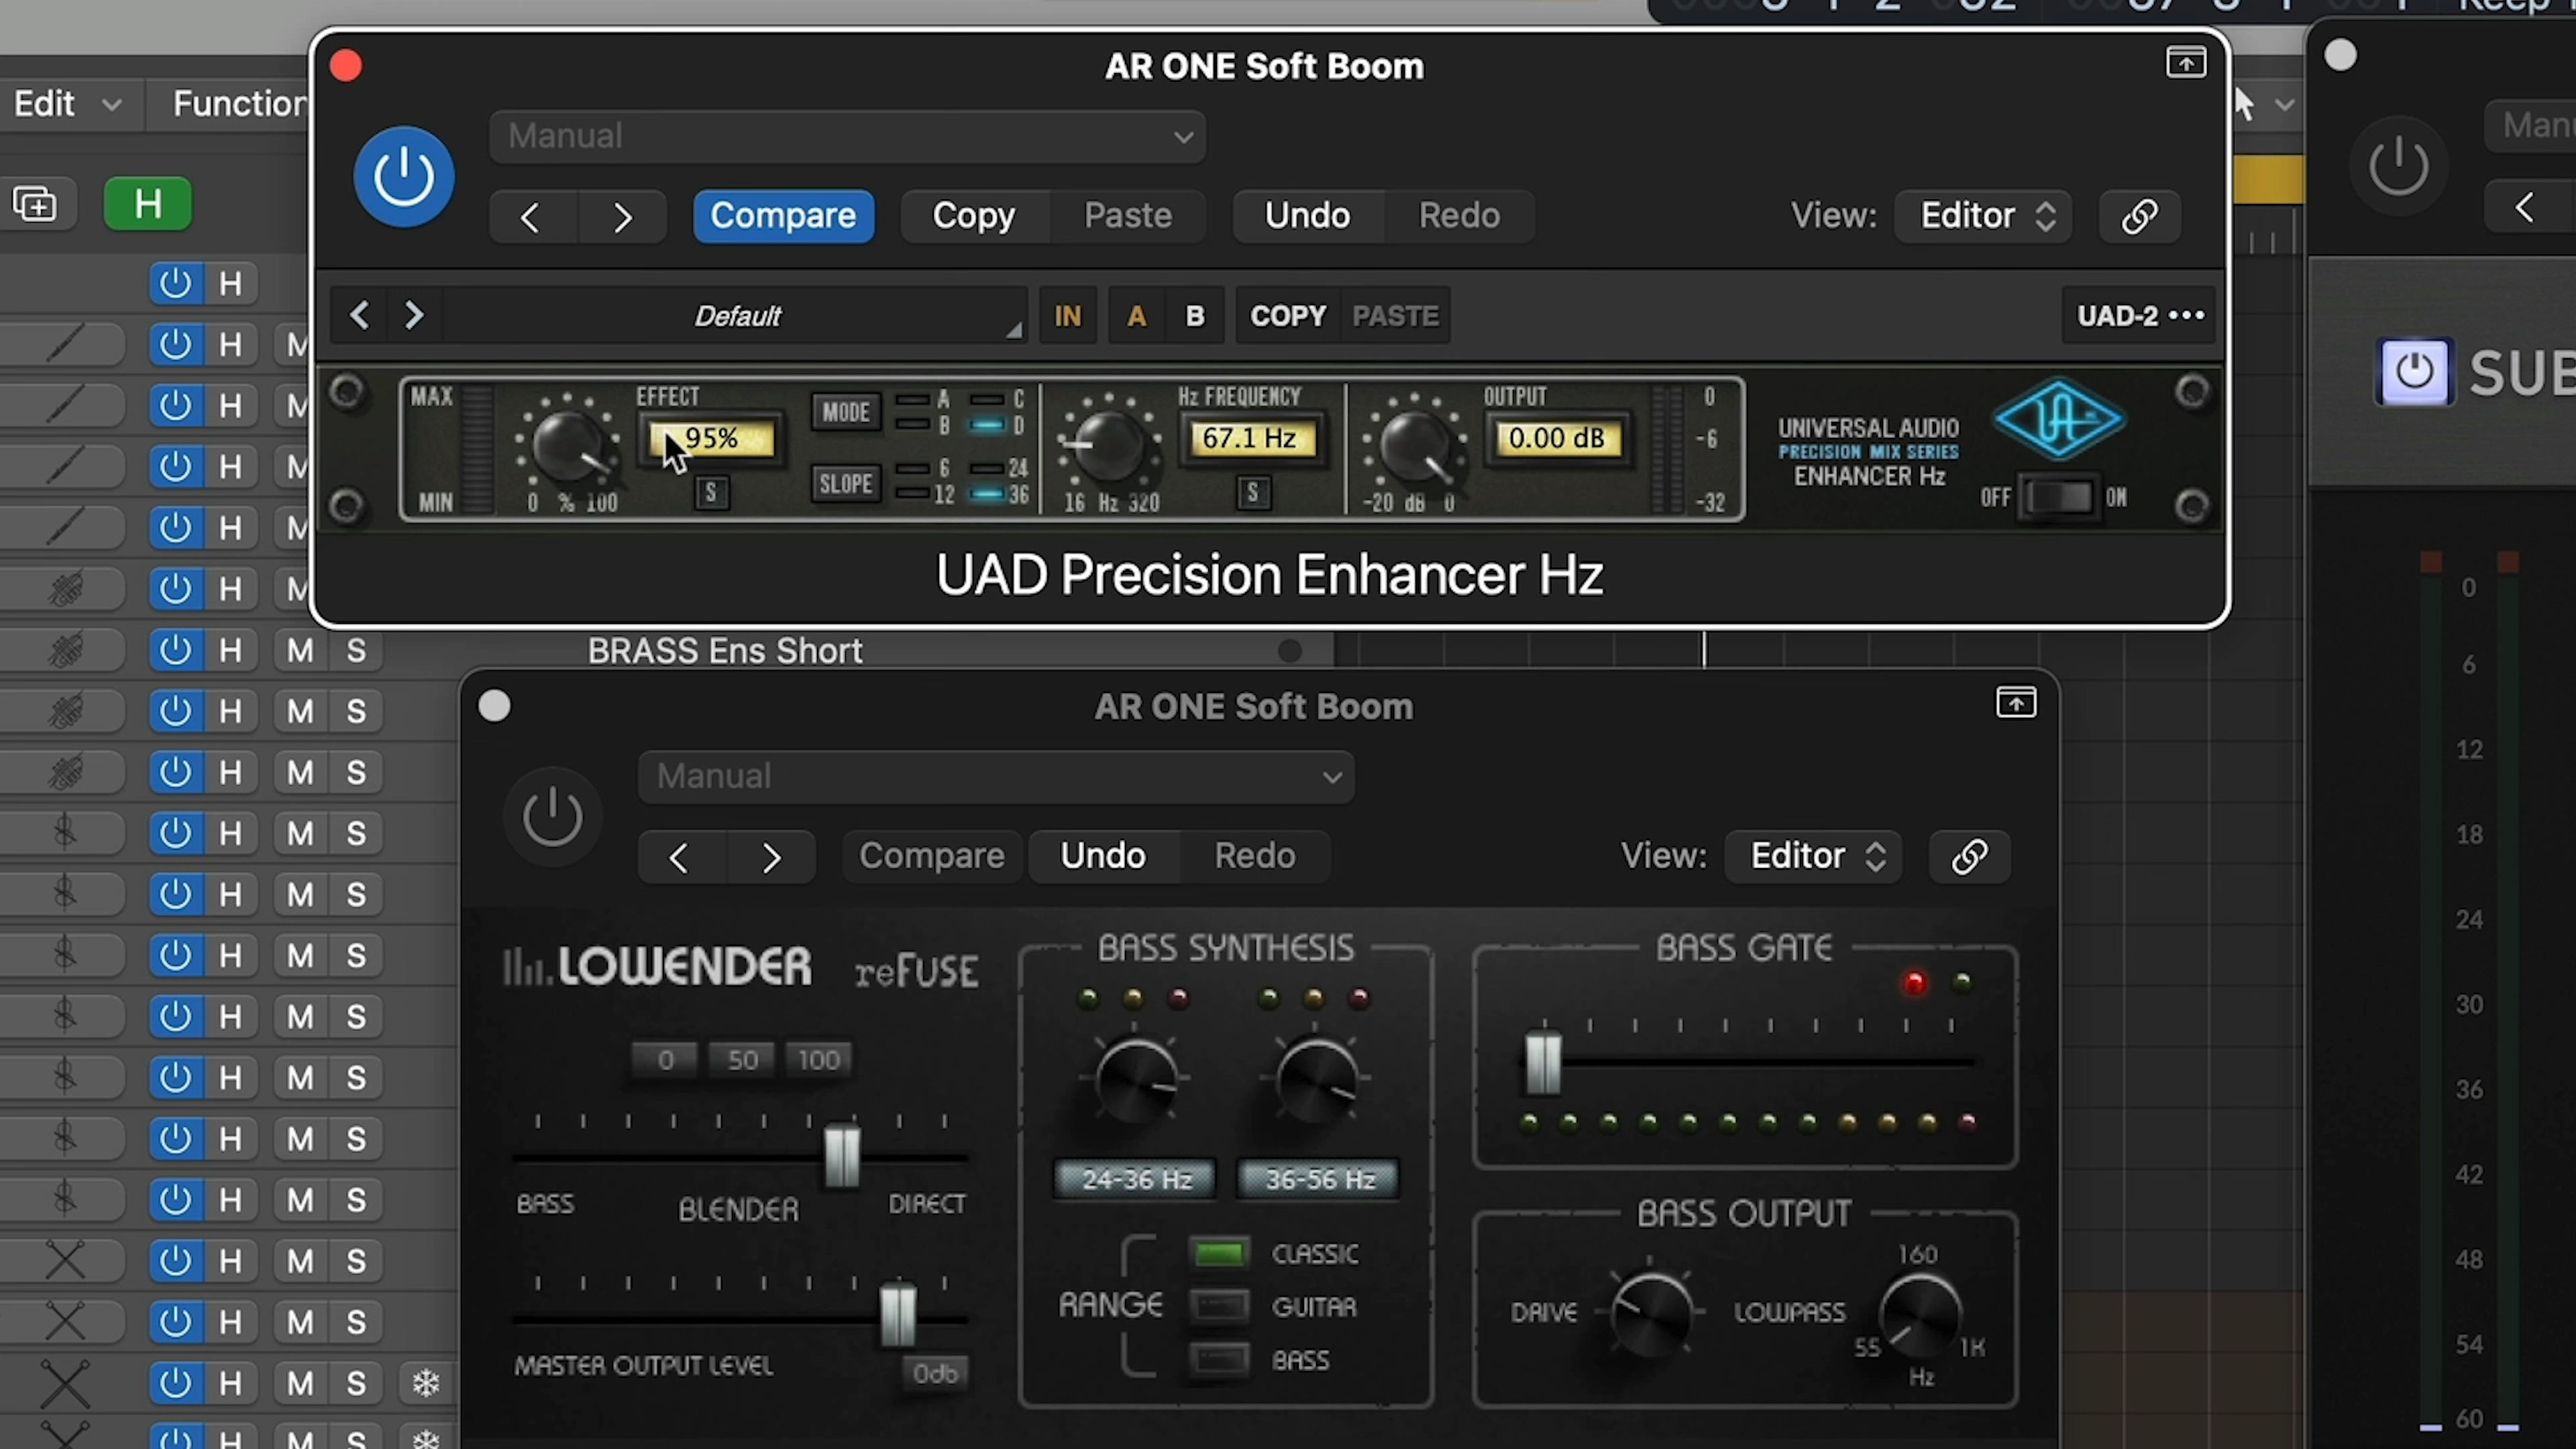 Edit
Function
H
AR ONE Soft Boom
Manual
Compare
Copy
Paste
Undo
Redo
View:
Editor
Default
IN
A
B
COPY
PASTE
UAD-2
MAX
MIN
EFFECT
95%
0 % 100
S
MODE
A C
B D
SLOPE
6 24
12 36
Hz FREQUENCY
67.1 Hz
16 Hz 320
S
OUTPUT
0.00 dB
-20 dB 0
0
-6
-32
UNIVERSAL AUDIO
PRECISION MIX SERIES
ENHANCER Hz
OFF
ON
UAD Precision Enhancer Hz
BRASS Ens Short
H
H M
H M
H M
H M
H M
H M S
H M S
H M S
H M S
H M S
H M S
H M S
H M S
H M S
H M S
H M S
H M S
H M S
H
AR ONE Soft Boom
Manual
Compare
Undo
Redo
View:
Editor
LOWENDER
reFUSE
0 50 100
BASS
BLENDER
DIRECT
MASTER OUTPUT LEVEL
0db
BASS SYNTHESIS
24-36 Hz
36-56 Hz
RANGE
CLASSIC
GUITAR
BASS
BASS GATE
BASS OUTPUT
DRIVE
LOWPASS
160
55
1K
Hz
Manu
SUB
0
6
12
18
24
30
36
42
48
54
60